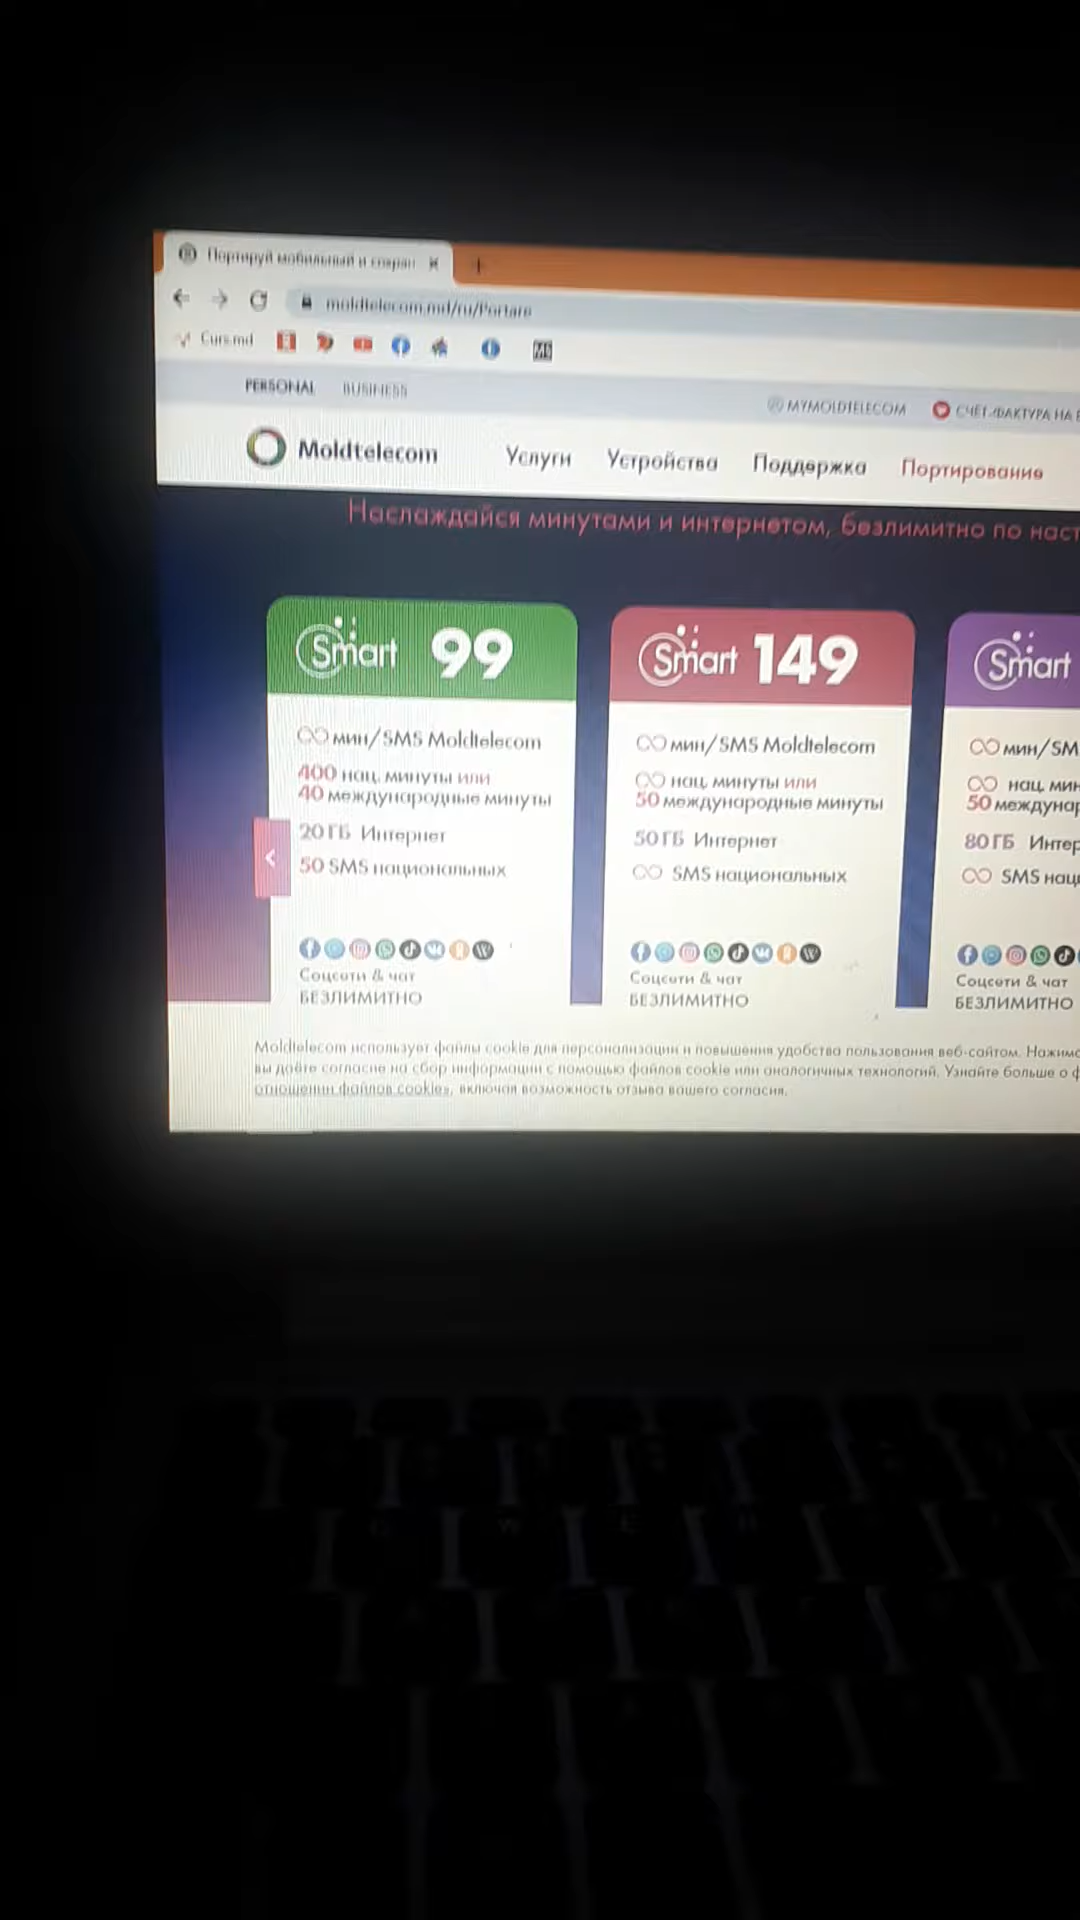 Портируй мобильный и сохран
moldtelecom.md/ru/Portare
Curs.md
PERSONAL BUSINESS
MYMOLDTELECOM СЧЕТ-ФАКТУРА НА
Moldtelecom Услуги Устройства Поддержка Портирование
Наслаждайся минутами и интернетом, безлимитно по наст
Smart 99
∞ мин/SMS Moldtelecom
400 нац. минуты или
40 международные минуты
20 ГБ Интернет
50 SMS национальных
Соцсети & чат
БЕЗЛИМИТНО
Smart 149
∞ мин/SMS Moldtelecom
∞ нац. минуты или
50 международные минуты
50 ГБ Интернет
∞ SMS национальных
Соцсети & чат
БЕЗЛИМИТНО
Smart
∞ мин/SM
∞ нац. мин
50 междунар
80 ГБ Интер
∞ SMS нац
Соцсети & чат
БЕЗЛИМИТНО
Moldtelecom использует файлы cookie для персонализации и повышения удобства пользования веб-сайтом. Нажимо
вы даёте согласие на сбор информации с помощью файлов cookie или аналогичных технологий. Узнайте больше о ф
отношении файлов cookies, включая возможность отзыва вашего согласия.